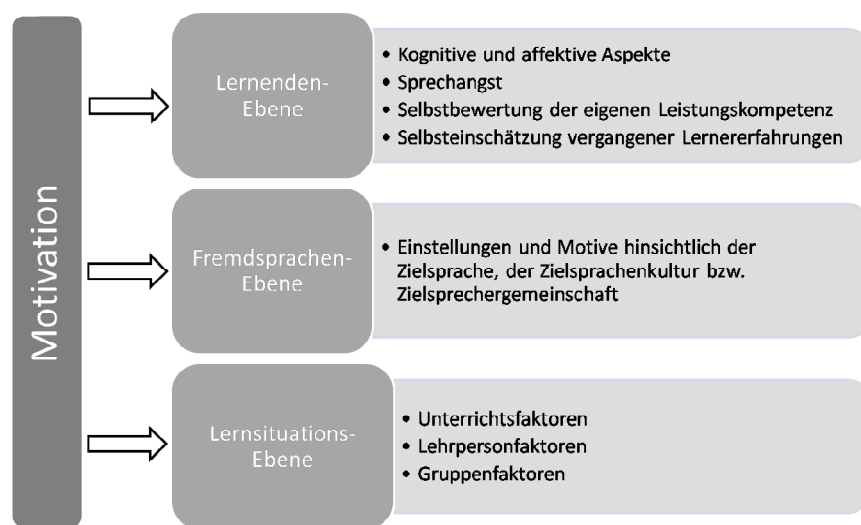 Motivation
Lernenden-
Ebene
• Kognitive und affektive Aspekte
• Sprechangst
• Selbstbewertung der eigenen Leistungskompetenz
• Selbsteinschätzung vergangener Lernererfahrungen
Fremdsprachen-
Ebene
• Einstellungen und Motive hinsichtlich der
Zielsprache, der Zielsprachenkultur bzw.
Zielsprechergemeinschaft
Lernsituations-
Ebene
• Unterrichtsfaktoren
• Lehrpersonfaktoren
• Gruppenfaktoren